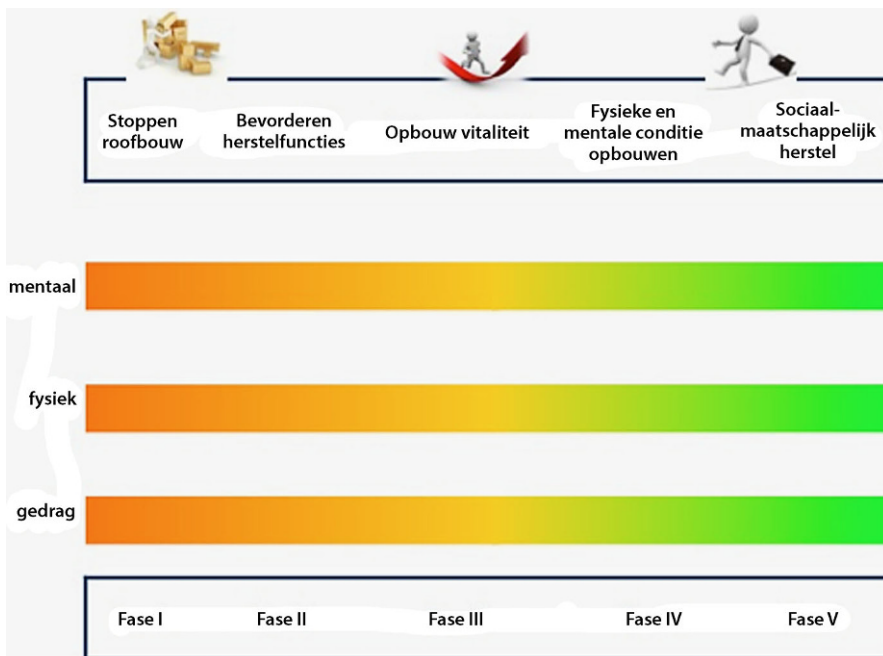 Stoppen
roofbouw
Bevorderen
herstelfuncties
Opbouw vitaliteit
Fysieke en
mentale conditie
opbouwen
Sociaal-
maatschappelijk
herstel
mentaal
fysiek
gedrag
Fase I
Fase II
Fase III
Fase IV
Fase V